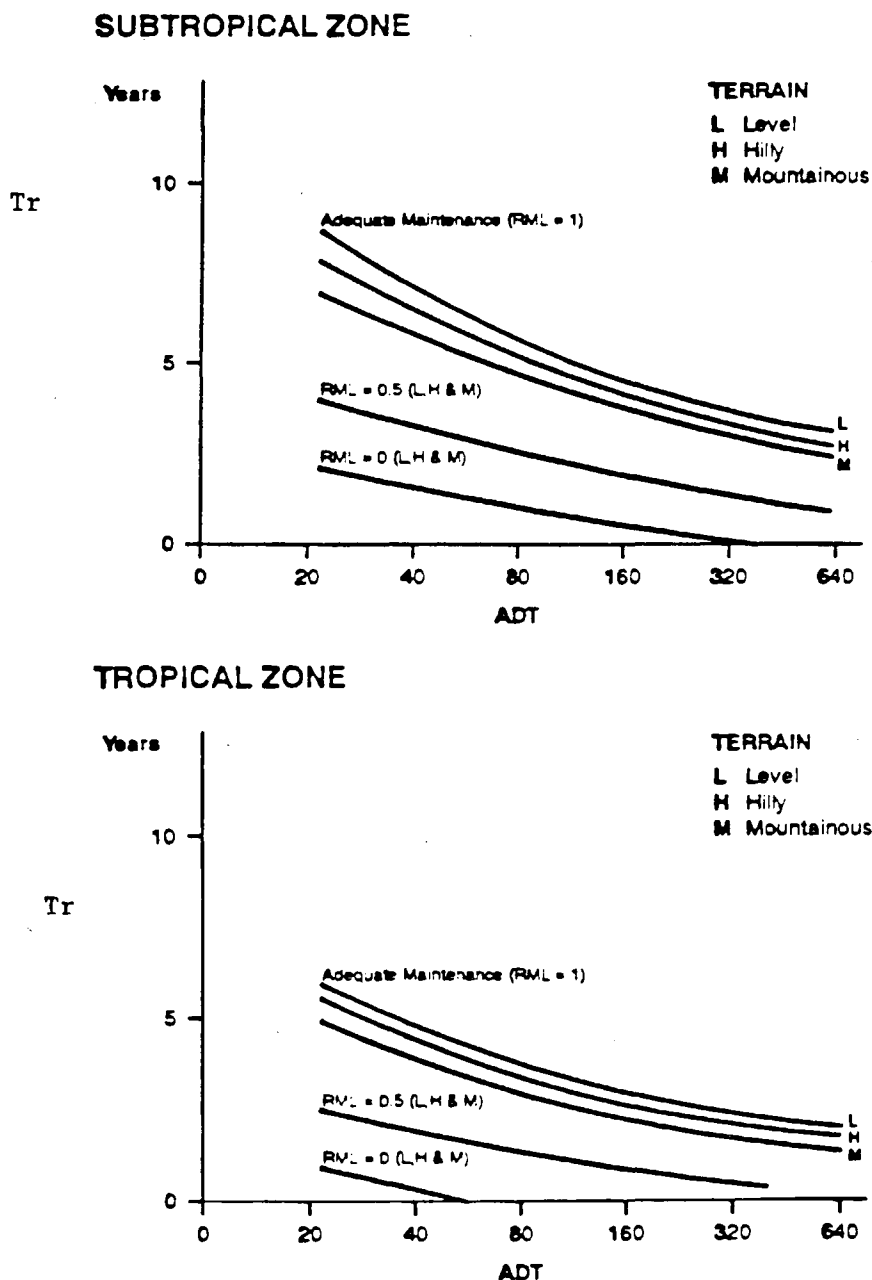 SUBTROPICAL ZONE
Years
TERRAIN
L Level
H Hilly
M Mountainous
Tr
10
Adequate Maintenance (RML = 1)
5
RML = 0.5 (L,H & M)
L
H
M
RML = 0 (L,H & M)
0
0 20 40 80 160 320 640
ADT
TROPICAL ZONE
Years
TERRAIN
L Level
H Hilly
M Mountainous
10
Tr
Adequate Maintenance (RML = 1)
5
RML = 0.5 (L,H & M)
L
H
M
RML = 0 (L,H & M)
0
0 20 40 80 160 320 640
ADT